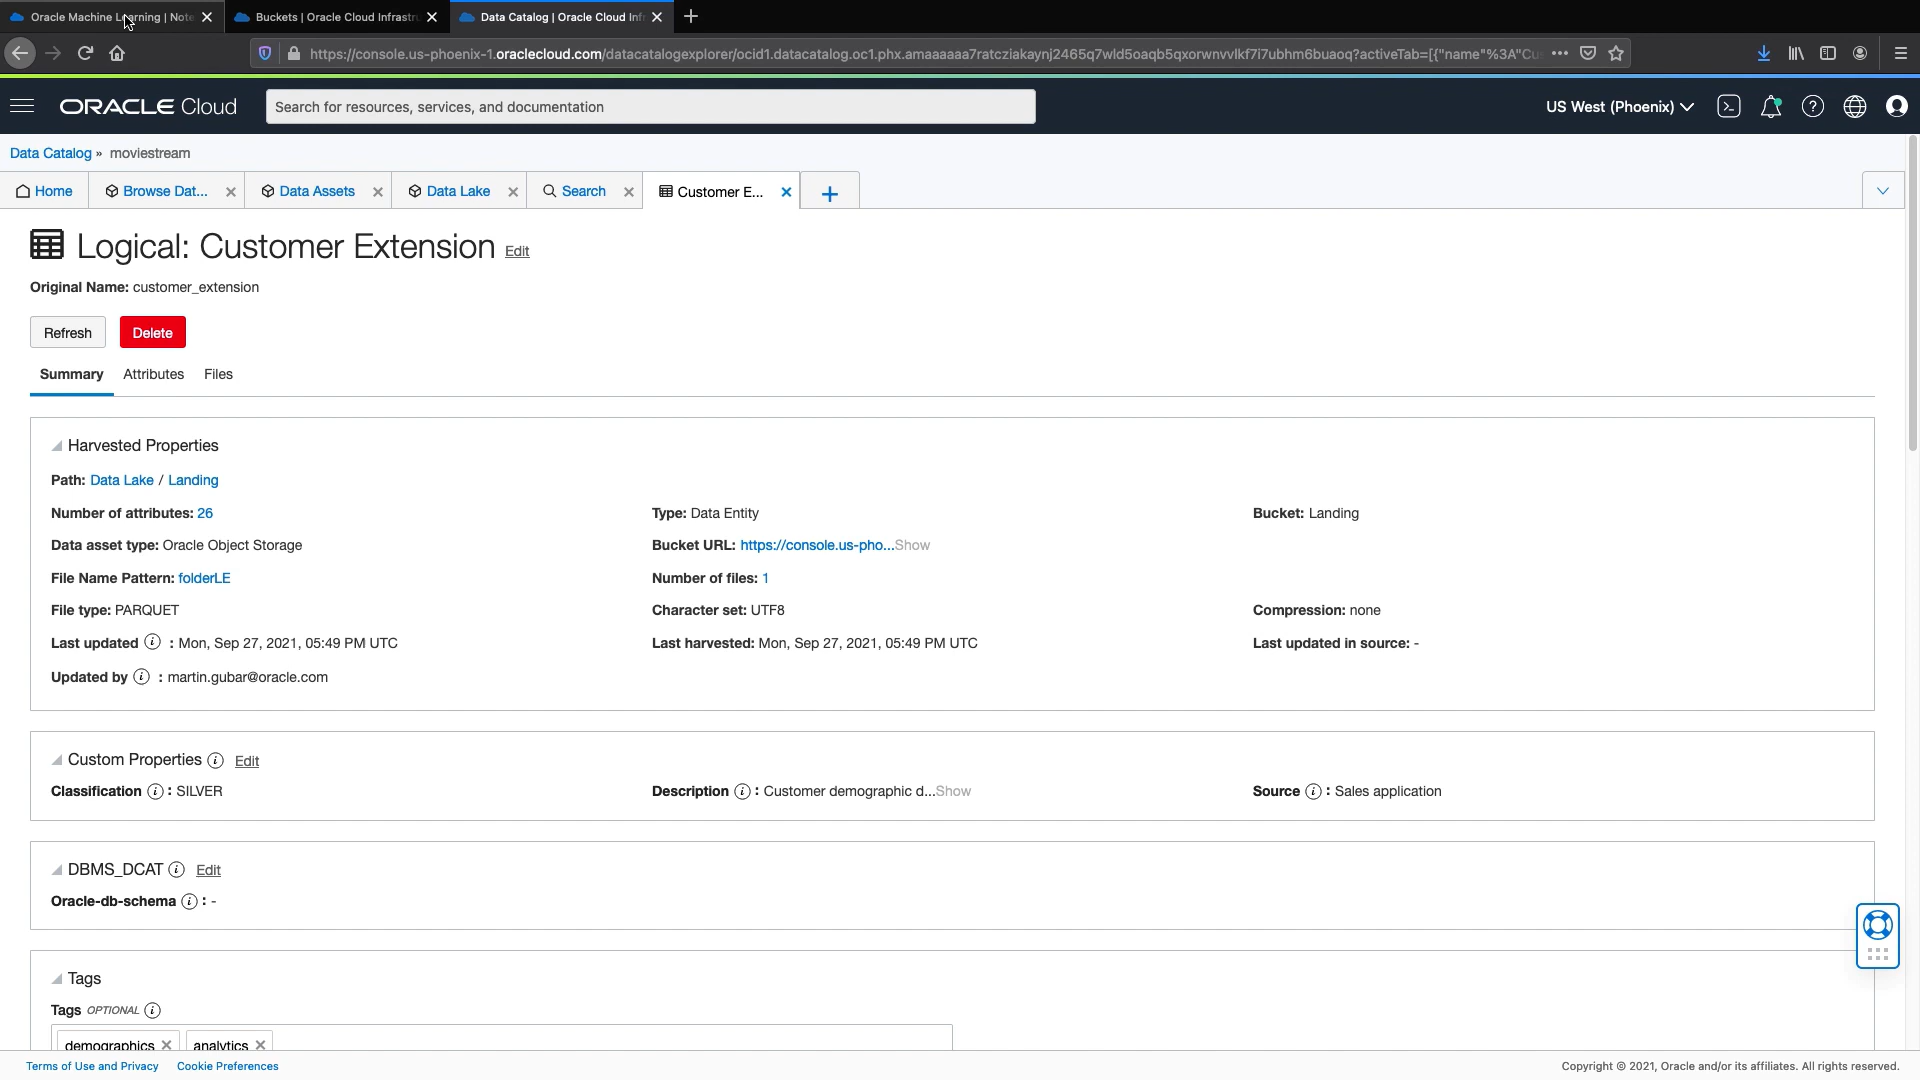 Oracle Machine Learning | Note
Buckets | Oracle Cloud Infrastru
Data Catalog | Oracle Cloud Inf
https://console.us-phoenix-1.oraclecloud.com/datacatalogexplorer/ocid1.datacatalog.oc1.phx.amaaaaaa7ratcziakaynj2465q7wld5oaqb5qxorwnvvlkf7i7ubhm6buaoq?activeTab=[{"name"%3A"Cu
ORACLE Cloud
Search for resources, services, and documentation
US West (Phoenix)
Data Catalog » moviestream
Home
Browse Dat...
Data Assets
Data Lake
Search
Customer E...
Logical: Customer Extension Edit
Original Name: customer_extension
Refresh
Delete
Summary
Attributes
Files
Harvested Properties
Path: Data Lake / Landing
Number of attributes: 26
Type: Data Entity
Bucket: Landing
Data asset type: Oracle Object Storage
Bucket URL: https://console.us-pho...Show
File Name Pattern: folderLE
Number of files: 1
File type: PARQUET
Character set: UTF8
Compression: none
Last updated : Mon, Sep 27, 2021, 05:49 PM UTC
Last harvested: Mon, Sep 27, 2021, 05:49 PM UTC
Last updated in source: -
Updated by : martin.gubar@oracle.com
Custom Properties Edit
Classification : SILVER
Description : Customer demographic d...Show
Source : Sales application
DBMS_DCAT Edit
Oracle-db-schema : -
Tags
Tags OPTIONAL
demographics
analytics
Terms of Use and Privacy
Cookie Preferences
Copyright © 2021, Oracle and/or its affiliates. All rights reserved.